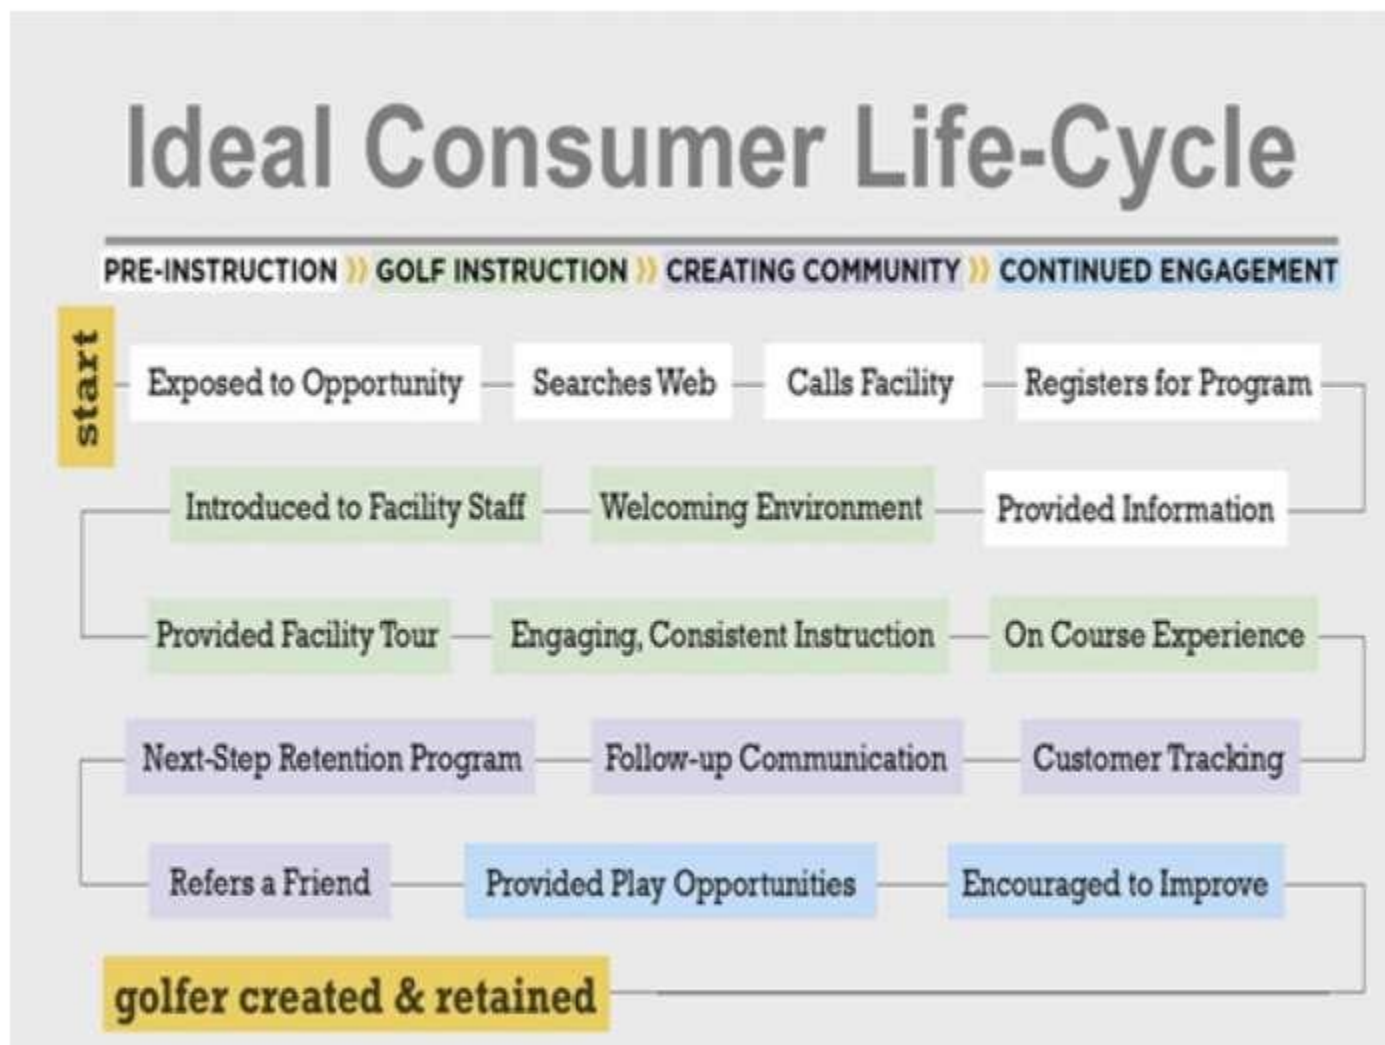 Ideal Consumer Life-Cycle
PRE-INSTRUCTION » GOLF INSTRUCTION » CREATING COMMUNITY » CONTINUED ENGAGEMENT
start
Exposed to Opportunity Searches Web Calls Facility Registers for Program
Introduced to Facility Staff Welcoming Environment Provided Information
Provided Facility Tour Engaging, Consistent Instruction On Course Experience
Next-Step Retention Program Follow-up Communication Customer Tracking
Refers a Friend Provided Play Opportunities Encouraged to Improve
golfer created & retained